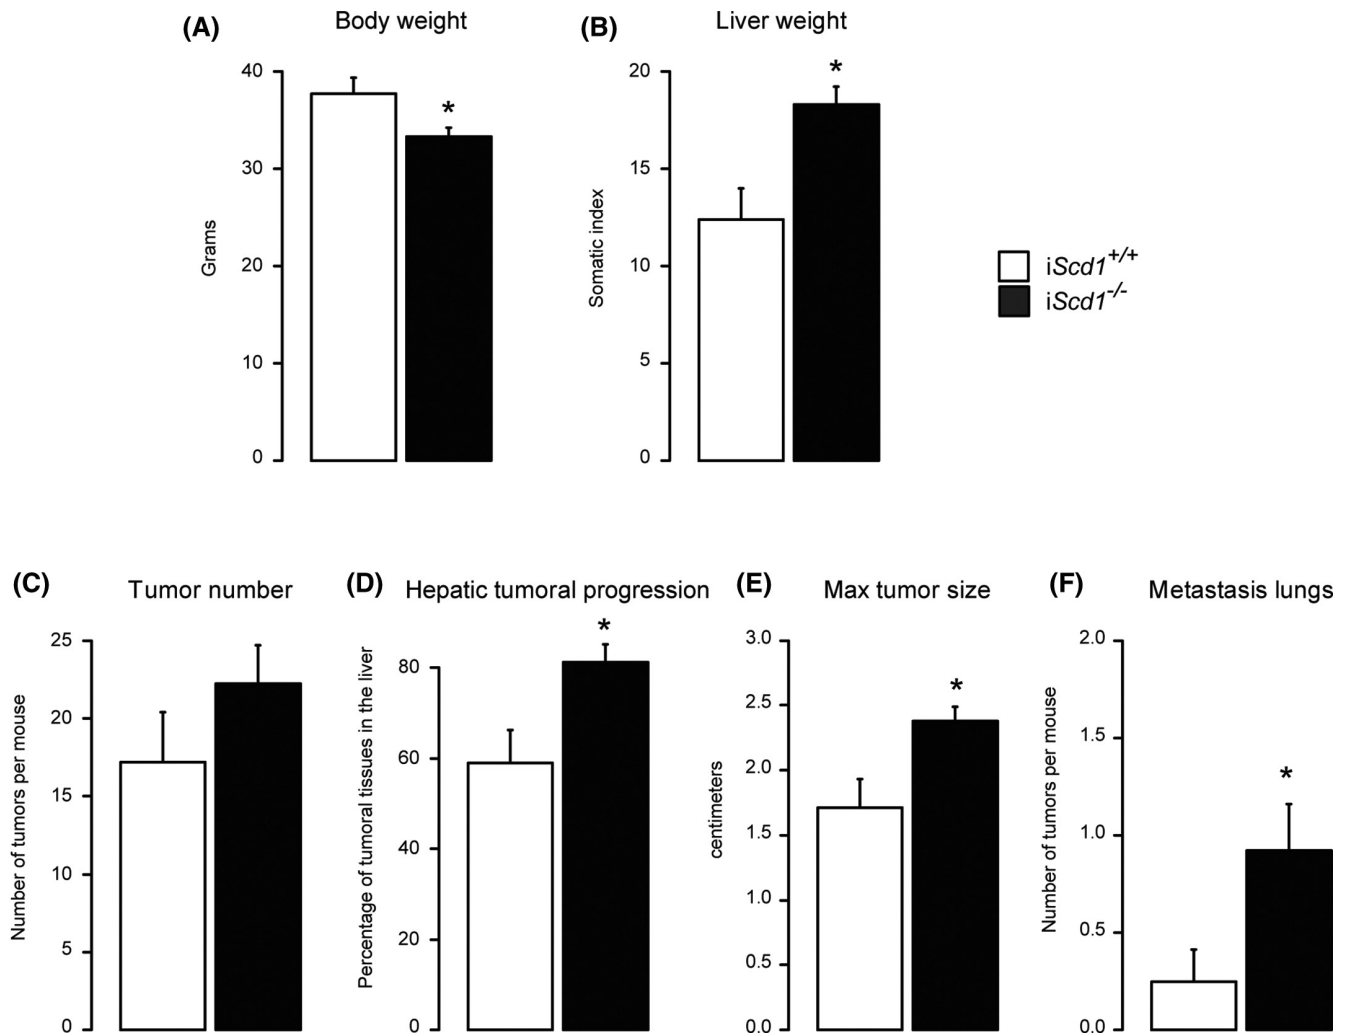 (A) Body weight
Grams
40
30
20
10
0
*
(B) Liver weight
Somatic index
20
15
10
5
0
*
iScd1+/+
iScd1-/-
(C) Tumor number
Number of tumors per mouse
25
20
15
10
5
0
(D) Hepatic tumoral progression
Percentage of tumoral tissues in the liver
80
60
40
20
0
*
(E) Max tumor size
centimeters
3.0
2.5
2.0
1.5
1.0
0.5
0.0
*
(F) Metastasis lungs
Number of tumors per mouse
2.0
1.5
1.0
0.5
0.0
*